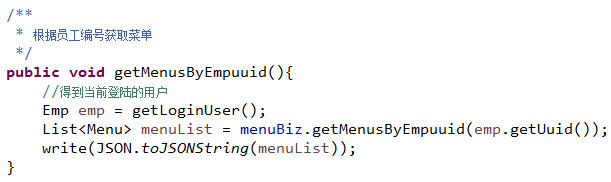 /**
 * 根据员工编号获取菜单
 */
public void getMenusByEmpuuid(){
    //得到当前登陆的用户
    Emp emp = getLoginUser();
    List<Menu> menuList = menuBiz.getMenusByEmpuuid(emp.getUuid());
    write(JSON.toJSONString(menuList));
}